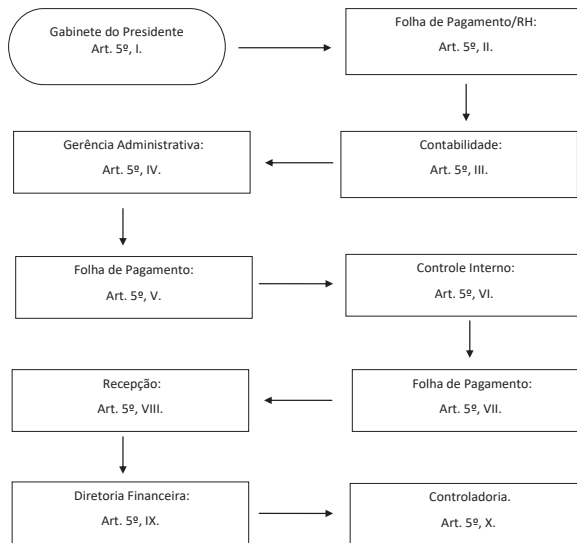 Gabinete do Presidente
Art. 5º, I.
Folha de Pagamento/RH:
Art. 5º, II.
Contabilidade:
Art. 5º, III.
Gerência Administrativa:
Art. 5º, IV.
Folha de Pagamento:
Art. 5º, V.
Controle Interno:
Art. 5º, VI.
Folha de Pagamento:
Art. 5º, VII.
Recepção:
Art. 5º, VIII.
Diretoria Financeira:
Art. 5º, IX.
Controladoria.
Art. 5º, X.